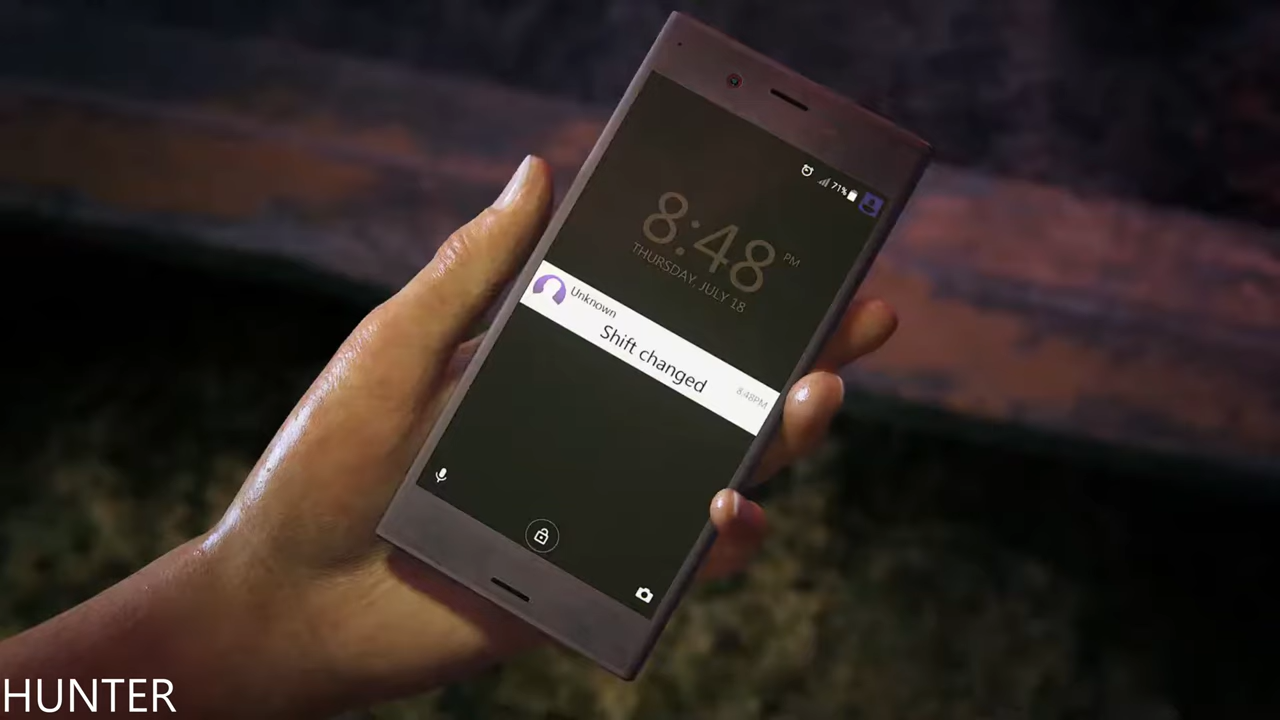 71%
8:48 PM
THURSDAY, JULY 18
Unknown
Shift changed
8:48PM
HUNTER